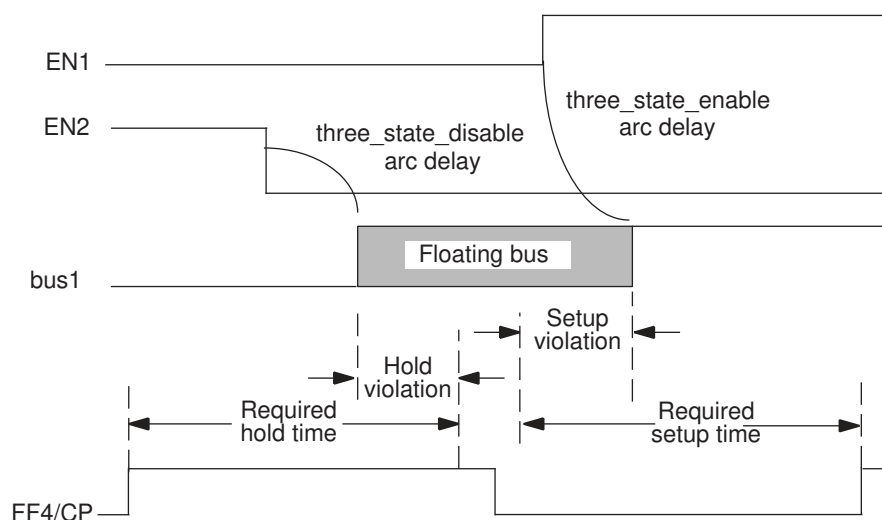 EN1
three_state_enable
arc delay
EN2
three_state_disable
arc delay
Floating bus
bus1
Setup
violation
Hold
violation
Required
hold time
Required
setup time
FF4/CP